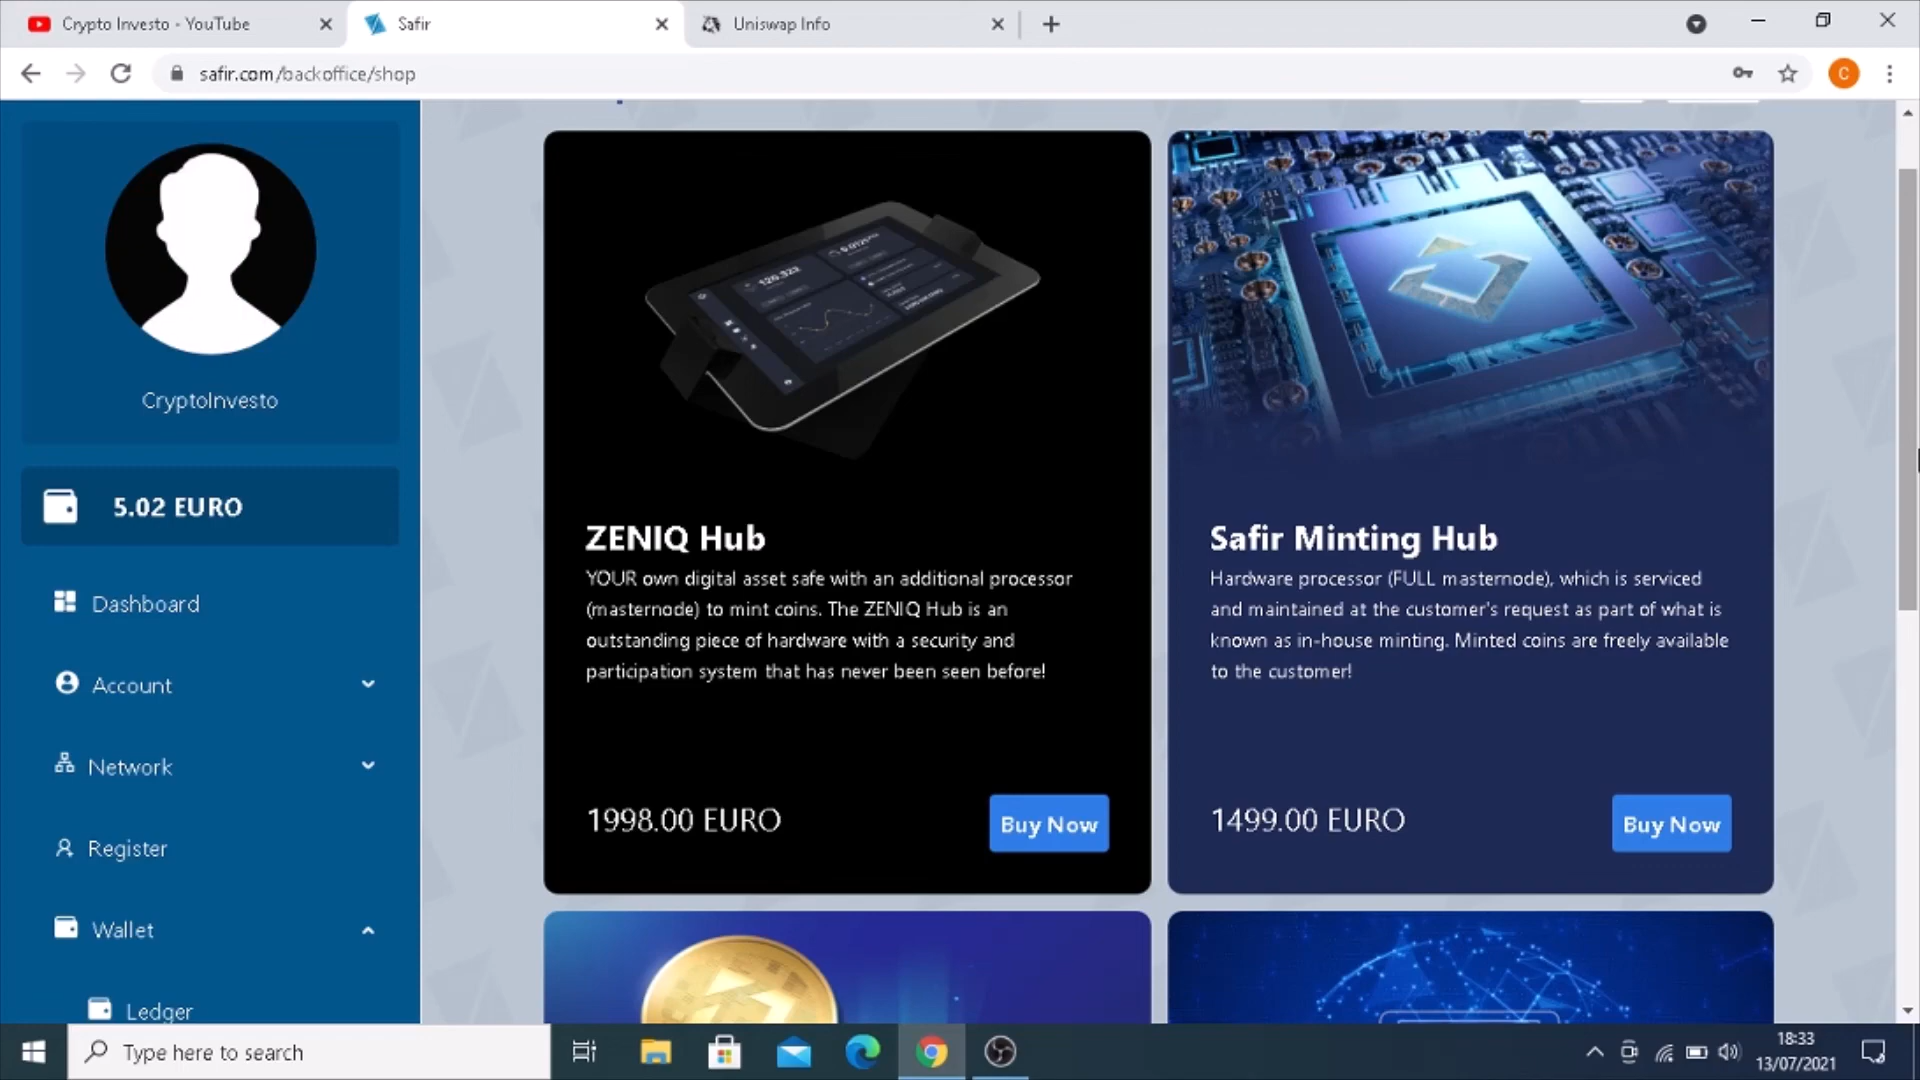 Crypto Investo - YouTube
Safir
Uniswap Info
safir.com/backoffice/shop
C
CryptoInvesto
5.02 EURO
Dashboard
Account
Network
Register
Wallet
Ledger
ZENIQ Hub
YOUR own digital asset safe with an additional processor
(masternode) to mint coins. The ZENIQ Hub is an
outstanding piece of hardware with a security and
participation system that has never been seen before!
1998.00 EURO
Buy Now
Safir Minting Hub
Hardware processor (FULL masternode), which is serviced
and maintained at the customer's request as part of what is
known as in-house minting. Minted coins are freely available
to the customer!
1499.00 EURO
Buy Now
Type here to search
18:33
13/07/2021